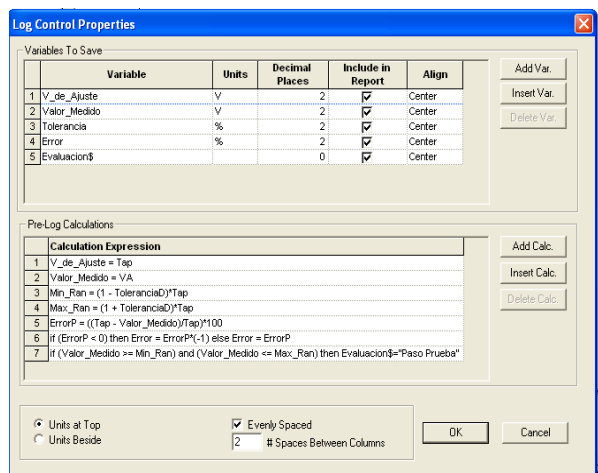 Log Control Properties
Variables To Save
Variable Units Decimal Places Include in Report Align
1 V_de_Ajuste V 2 Center
2 Valor_Medido V 2 Center
3 Tolerancia % 2 Center
4 Error % 2 Center
5 Evaluacion$ 0 Center
Add Var.
Insert Var.
Delete Var.
Pre-Log Calculations
Calculation Expression
1 V_de_Ajuste = Tap
2 Valor_Medido = VA
3 Min_Ran = (1 - ToleranciaD)*Tap
4 Max_Ran = (1 + ToleranciaD)*Tap
5 ErrorP = ((Tap - Valor_Medido)/Tap)*100
6 if (ErrorP < 0) then Error = ErrorP*(-1) else Error = ErrorP
7 if (Valor_Medido >= Min_Ran) and (Valor_Medido <= Max_Ran) then Evaluacion$="Paso Prueba"
Add Calc.
Insert Calc.
Delete Calc.
Units at Top
Units Beside
Evenly Spaced
2 # Spaces Between Columns
OK
Cancel